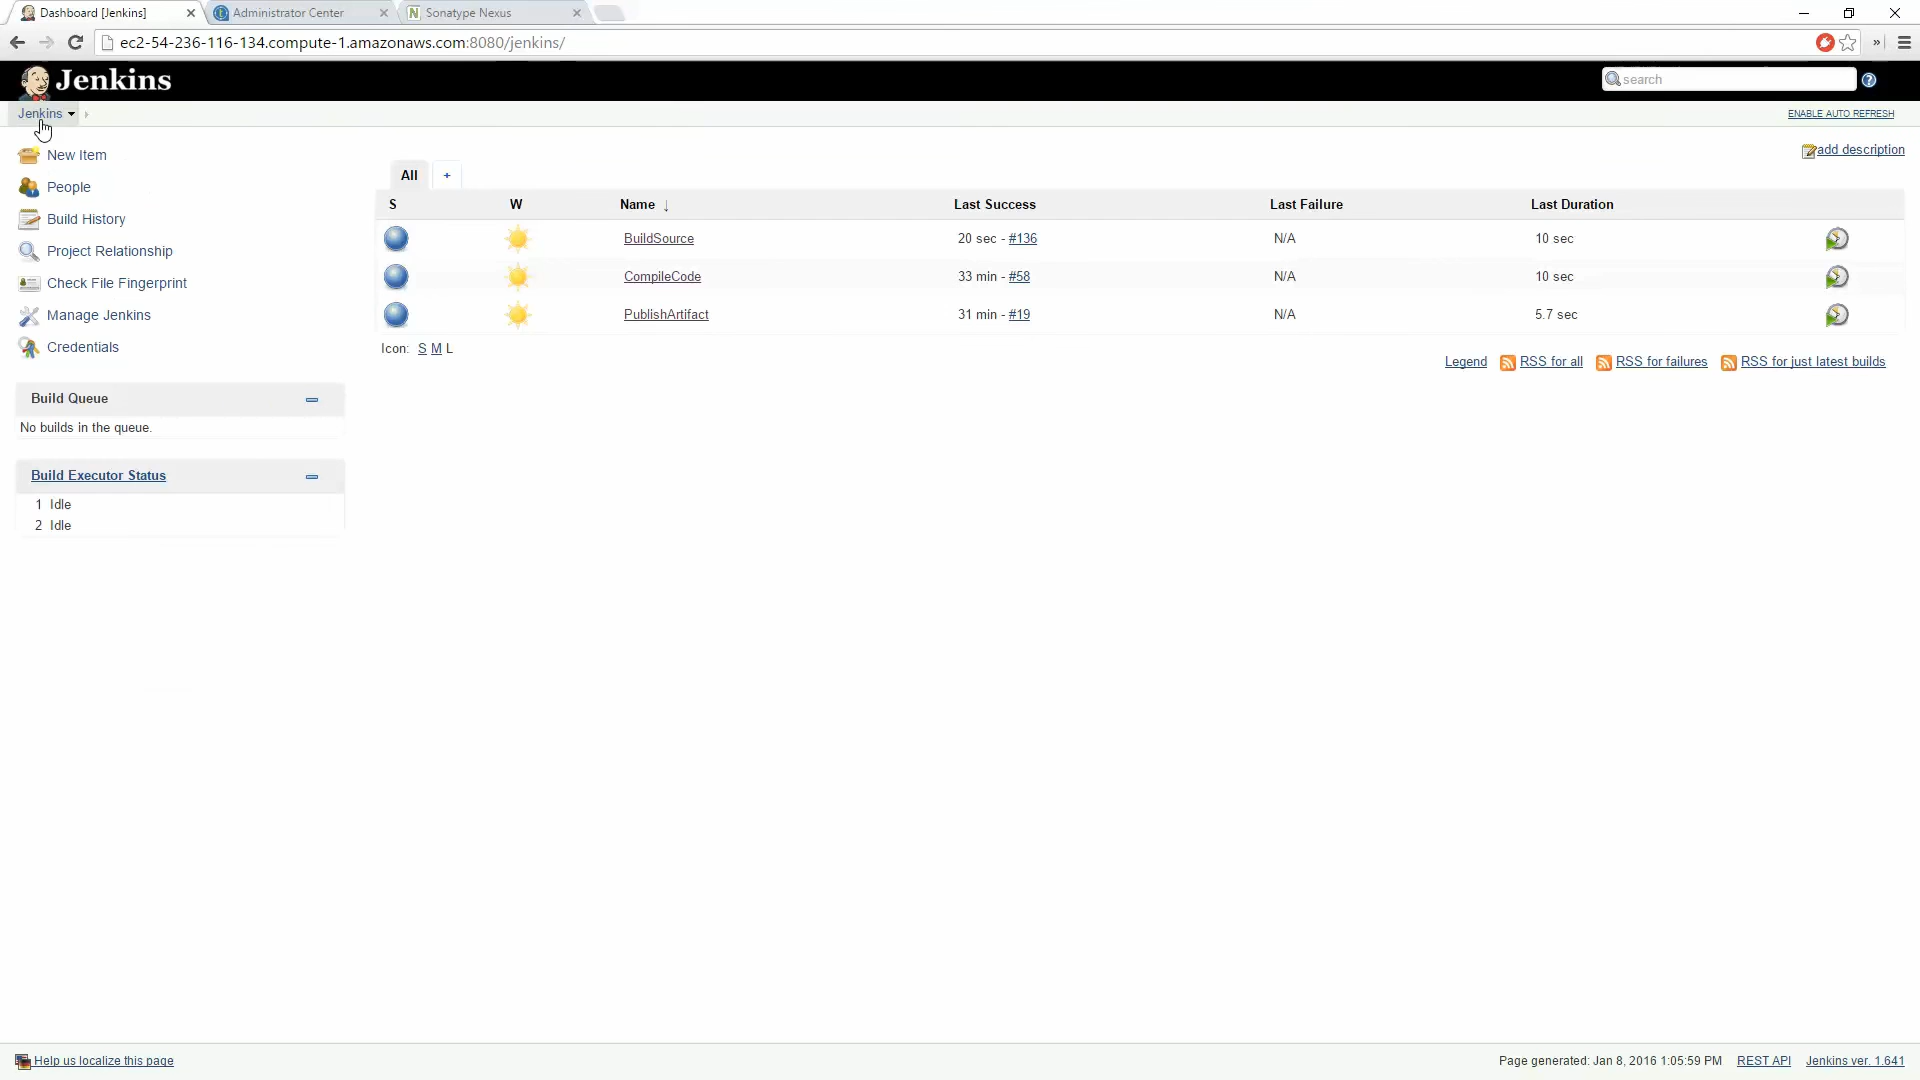 Dashboard [Jenkins]
Administrator Center
Sonatype Nexus
ec2-54-236-116-134.compute-1.amazonaws.com:8080/jenkins/
Jenkins
search
Jenkins
ENABLE AUTO REFRESH
New Item
People
Build History
Project Relationship
Check File Fingerprint
Manage Jenkins
Credentials
Build Queue
No builds in the queue.
Build Executor Status
1 Idle
2 Idle
add description
All +
S W Name ↓ Last Success Last Failure Last Duration
BuildSource 20 sec - #136 N/A 10 sec
CompileCode 33 min - #58 N/A 10 sec
PublishArtifact 31 min - #19 N/A 5.7 sec
Icon: S M L
Legend RSS for all RSS for failures RSS for just latest builds
Help us localize this page
Page generated: Jan 8, 2016 1:05:59 PM REST API Jenkins ver. 1.641